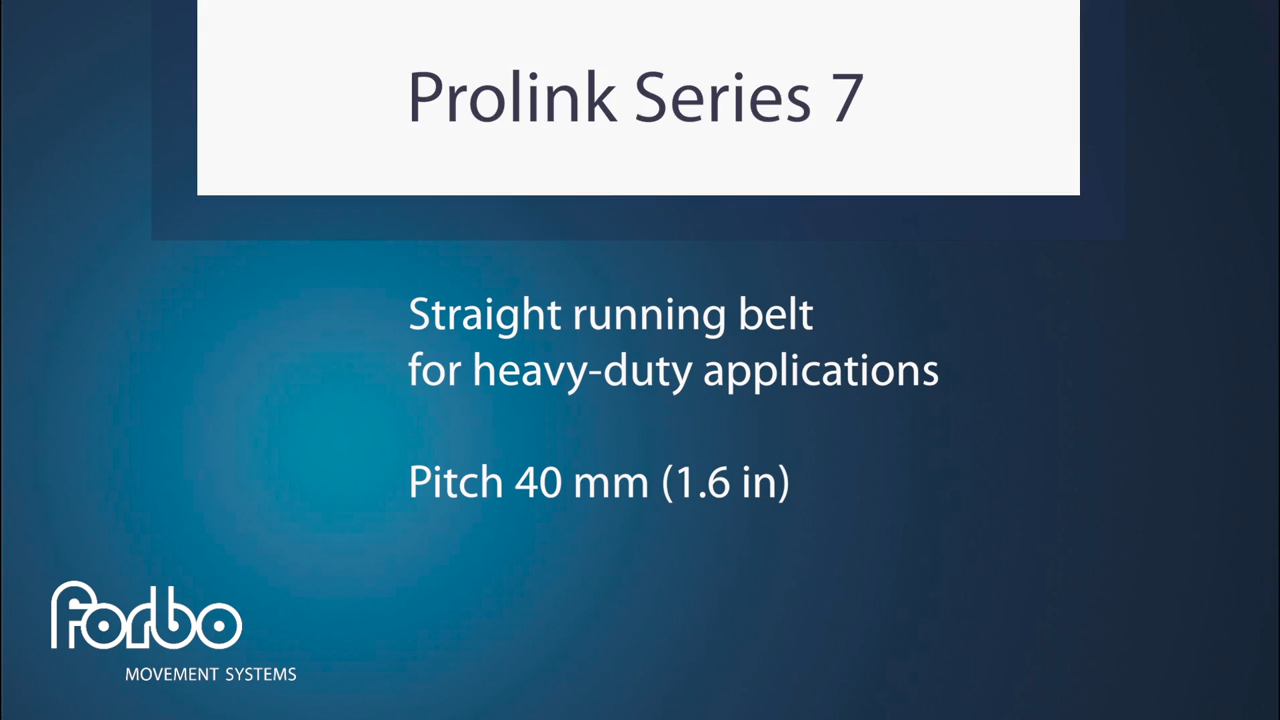 Prolink Series 7
Straight running belt
for heavy-duty applications
Pitch 40 mm (1.6 in)
forbo
MOVEMENT SYSTEMS